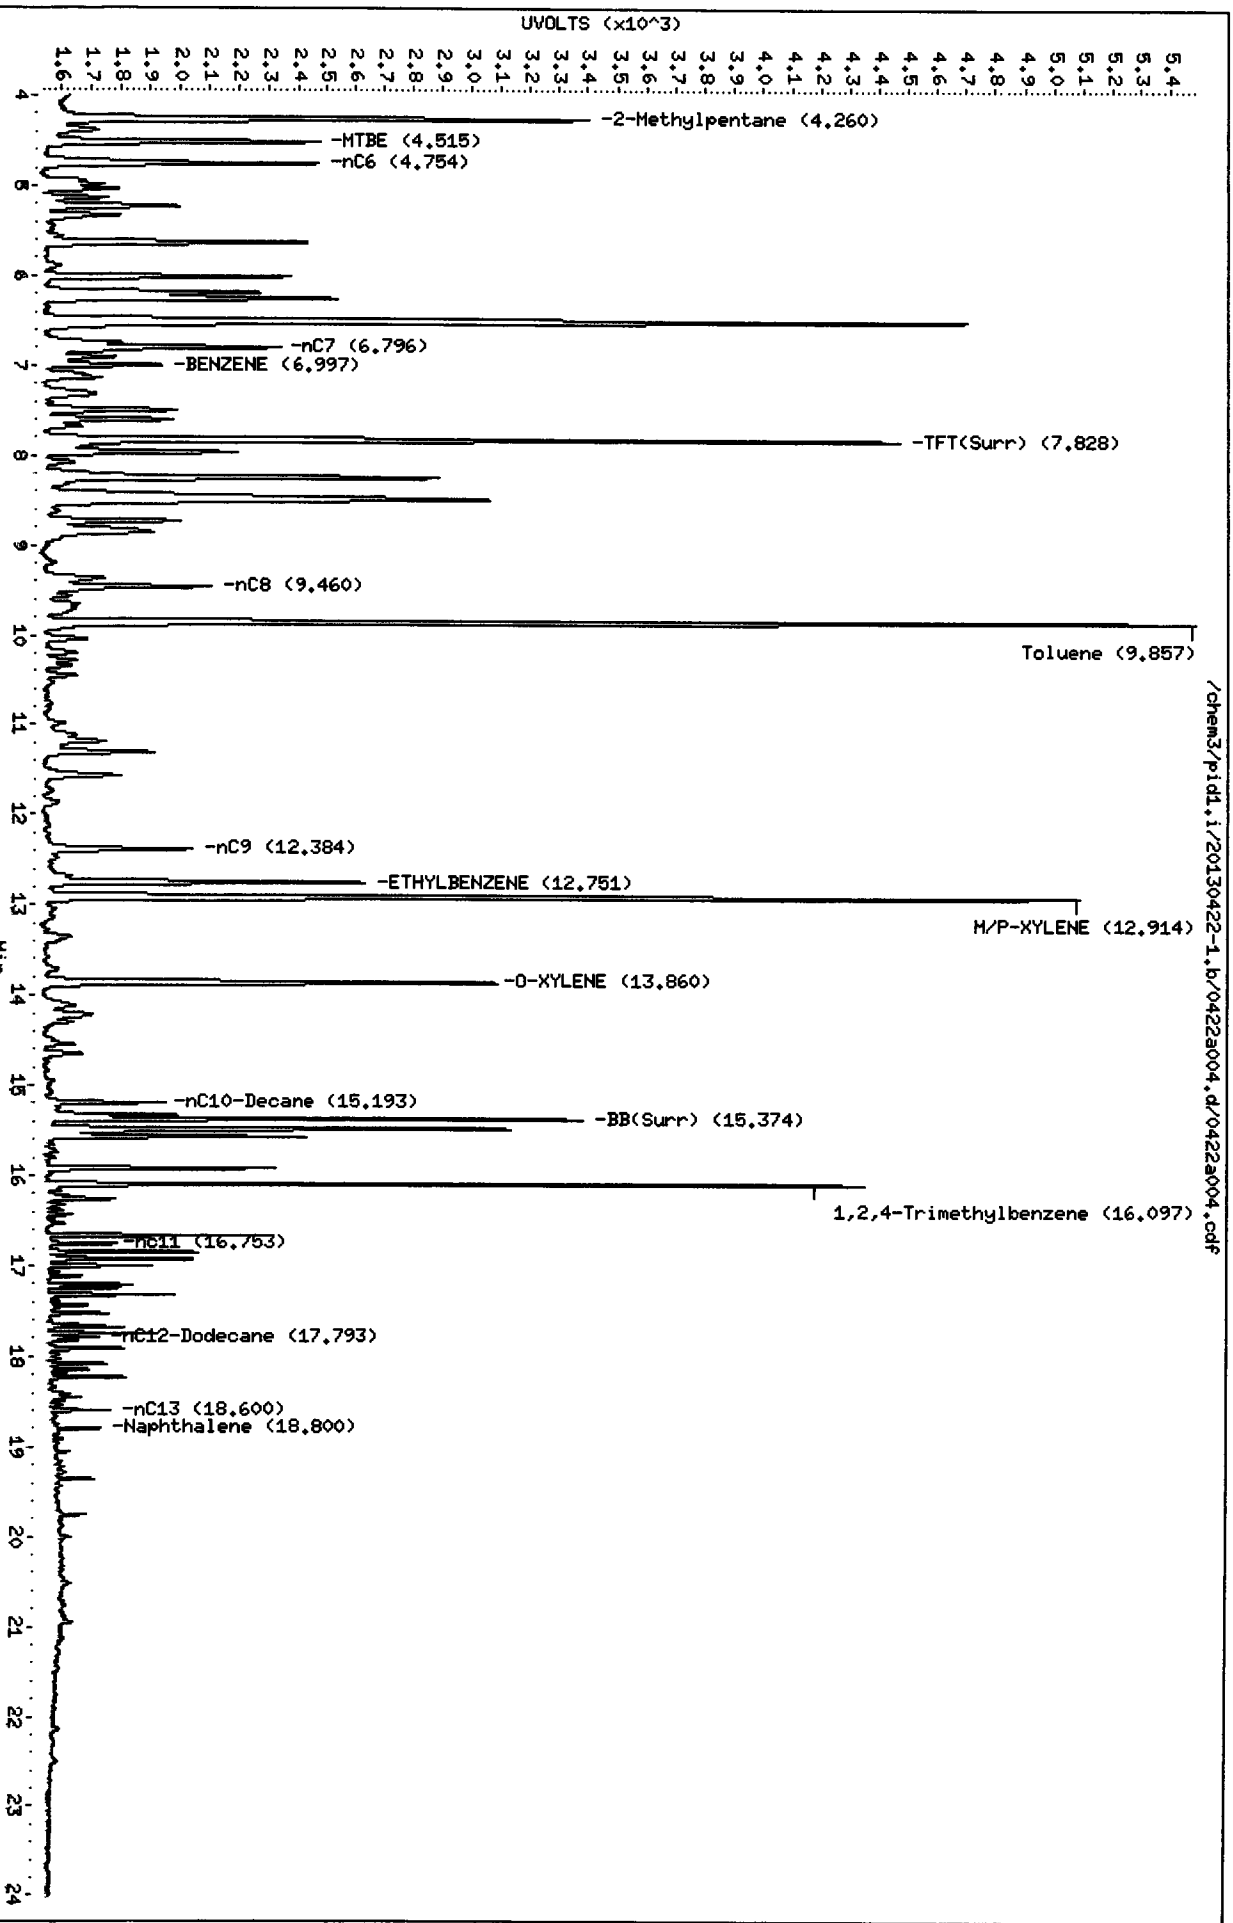 /chem3/pid1.i/20130422-1.b/0422a004.d/0422a004.cdf
UVOLTS (x10^3)
5.4
5.3
5.2
5.1
5.0
4.9
4.8
4.7
4.6
4.5
4.4
4.3
4.2
4.1
4.0
3.9
3.8
3.7
3.6
3.5
3.4
3.3
3.2
3.1
3.0
2.9
2.8
2.7
2.6
2.5
2.4
2.3
2.2
2.1
2.0
1.9
1.8
1.7
1.6
-2-Methylpentane (4.260)
-MTBE (4.515)
-nC6 (4.754)
-nC7 (6.796)
-BENZENE (6.997)
-TFT(Surr) (7.828)
-nC8 (9.460)
Toluene (9.857)
-nC9 (12.384)
-ETHYLBENZENE (12.751)
M/P-XYLENE (12.914)
-O-XYLENE (13.860)
-nC10-Decane (15.193)
-BB(Surr) (15.374)
1,2,4-Trimethylbenzene (16.097)
-nc11 (16.753)
-nC12-Dodecane (17.793)
-nC13 (18.600)
-Naphthalene (18.800)
4
5
6
7
8
9
10
11
12
13
14
15
16
17
18
19
20
21
22
23
24